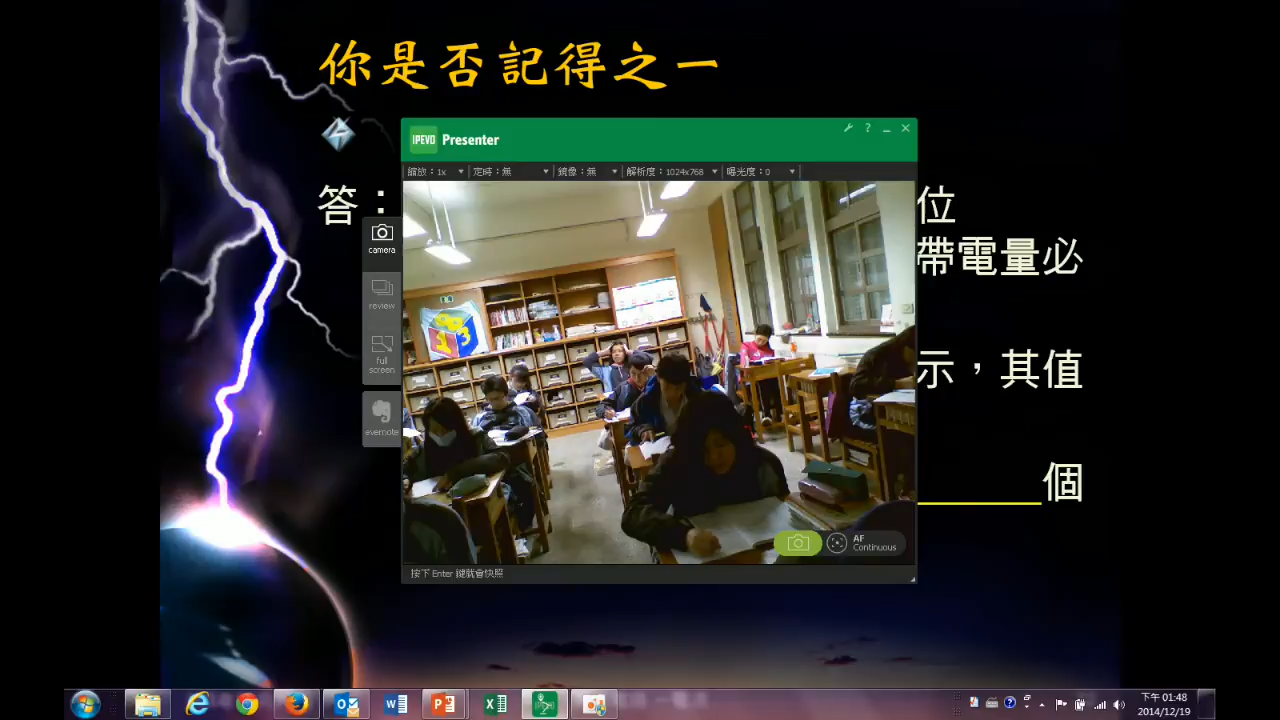 你是否記得之一
IPEVO Presenter
縮放：1x 定時：無 鏡像：無 解析度：1024x768 曝光度：0
答： 位
camera
帶電量必
review
full
screen
示，其值
evernote
個
AF
Continuous
按下 Enter 鍵就會快照
下午 01:48
2014/12/19